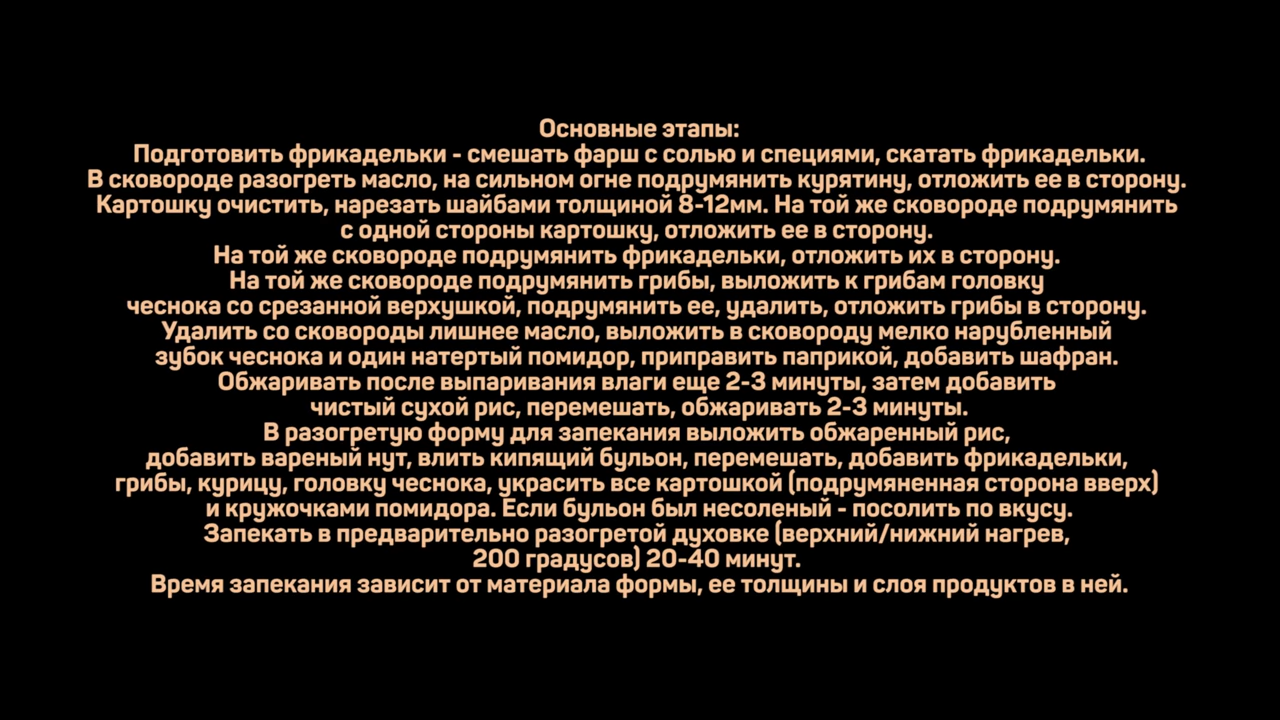 Основные этапы:
Подготовить фрикадельки - смешать фарш с солью и специями, скатать фрикадельки.
В сковороде разогреть масло, на сильном огне подрумянить курятину, отложить ее в сторону.
Картошку очистить, нарезать шайбами толщиной 8-12мм. На той же сковороде подрумянить
с одной стороны картошку, отложить ее в сторону.
На той же сковороде подрумянить фрикадельки, отложить их в сторону.
На той же сковороде подрумянить грибы, выложить к грибам головку
чеснока со срезанной верхушкой, подрумянить ее, удалить, отложить грибы в сторону.
Удалить со сковороды лишнее масло, выложить в сковороду мелко нарубленный
зубок чеснока и один натертый помидор, приправить паприкой, добавить шафран.
Обжаривать после выпаривания влаги еще 2-3 минуты, затем добавить
чистый сухой рис, перемешать, обжаривать 2-3 минуты.
В разогретую форму для запекания выложить обжаренный рис,
добавить вареный нут, влить кипящий бульон, перемешать, добавить фрикадельки,
грибы, курицу, головку чеснока, украсить все картошкой (подрумяненная сторона вверх)
и кружочками помидора. Если бульон был несоленый - посолить по вкусу.
Запекать в предварительно разогретой духовке (верхний/нижний нагрев,
200 градусов) 20-40 минут.
Время запекания зависит от материала формы, ее толщины и слоя продуктов в ней.